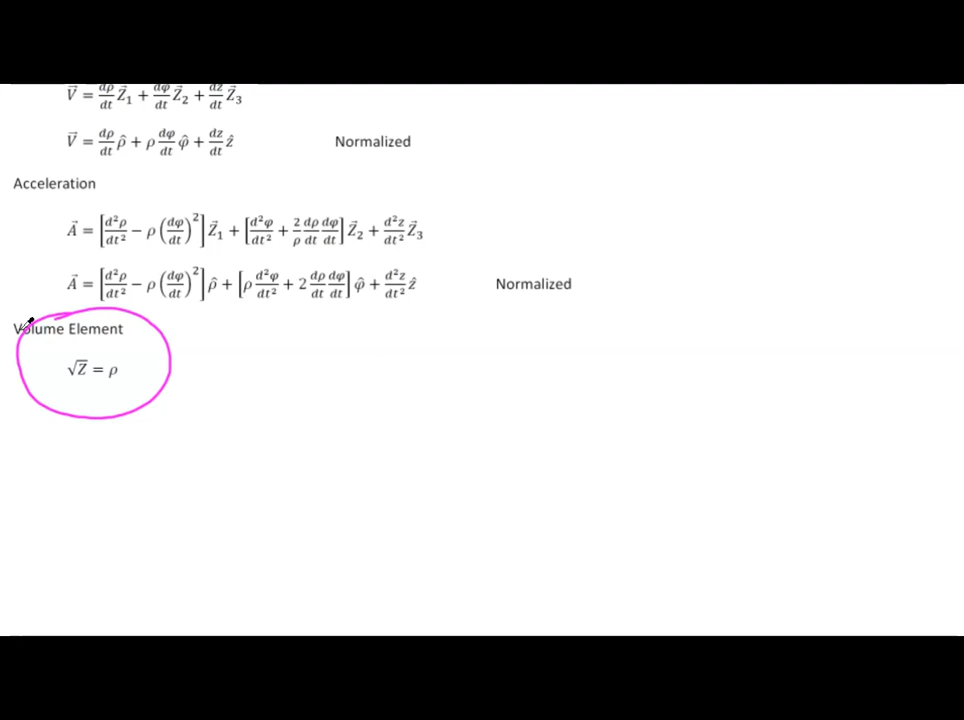 V⃗ = dρ/dt Z⃗₁ + dφ/dt Z⃗₂ + dz/dt Z⃗₃
V⃗ = dρ/dt ρ̂ + ρ dφ/dt φ̂ + dz/dt ẑ Normalized
Acceleration
A⃗ = [d²ρ/dt² − ρ(dφ/dt)²] Z⃗₁ + [d²φ/dt² + 2/ρ dρ/dt dφ/dt] Z⃗₂ + d²z/dt² Z⃗₃
A⃗ = [d²ρ/dt² − ρ(dφ/dt)²] ρ̂ + [ρ d²φ/dt² + 2 dρ/dt dφ/dt] φ̂ + d²z/dt² ẑ Normalized
Volume Element
√Z = ρ